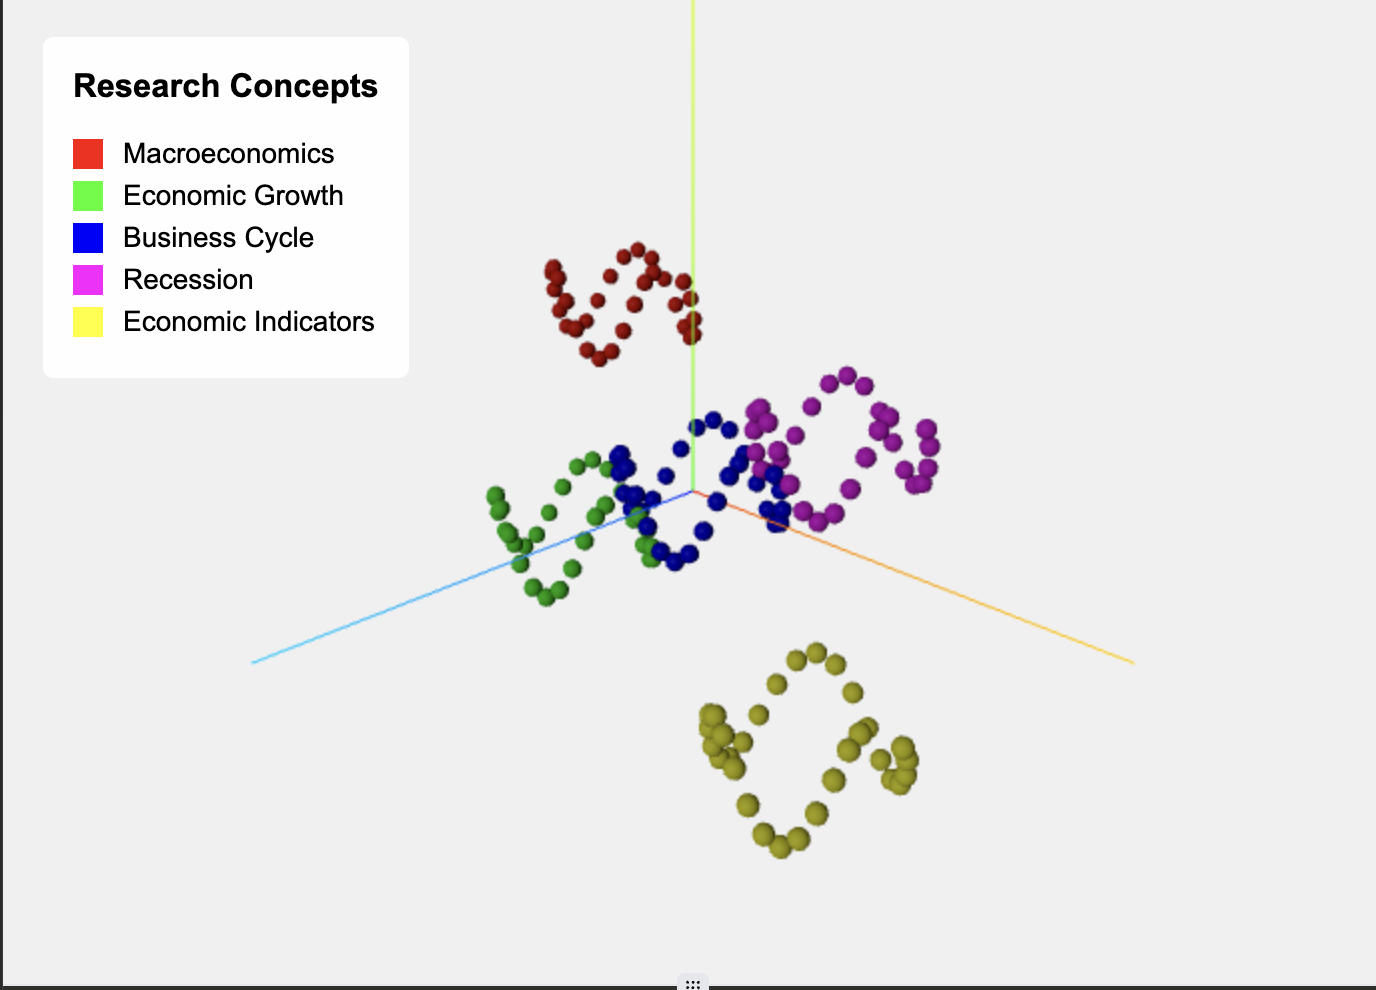 Research Concepts
Macroeconomics
Economic Growth
Business Cycle
Recession
Economic Indicators